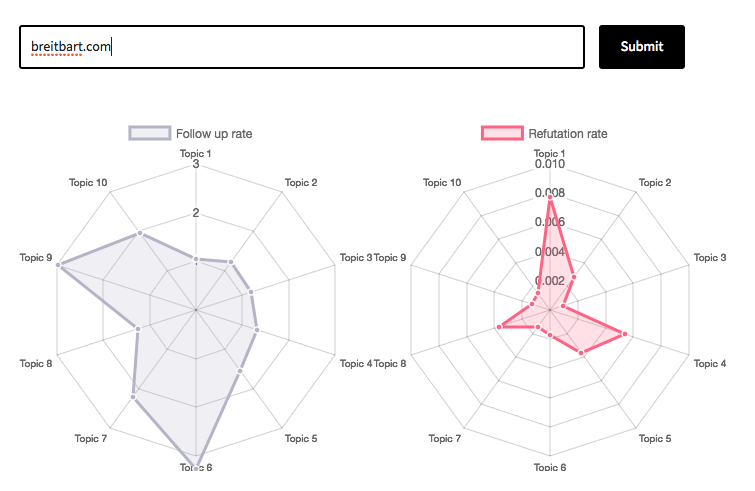 breitbart.com
Submit
Follow up rate
Topic 1
3
2
Topic 2
Topic 3
Topic 4
Topic 5
Topic 6
Topic 7
Topic 8
Topic 9
Topic 10
Refutation rate
Topic 1
0.010
0.008
0.006
0.004
0.002
Topic 2
Topic 3
Topic 4
Topic 5
Topic 6
Topic 7
Topic 8
Topic 9
Topic 10